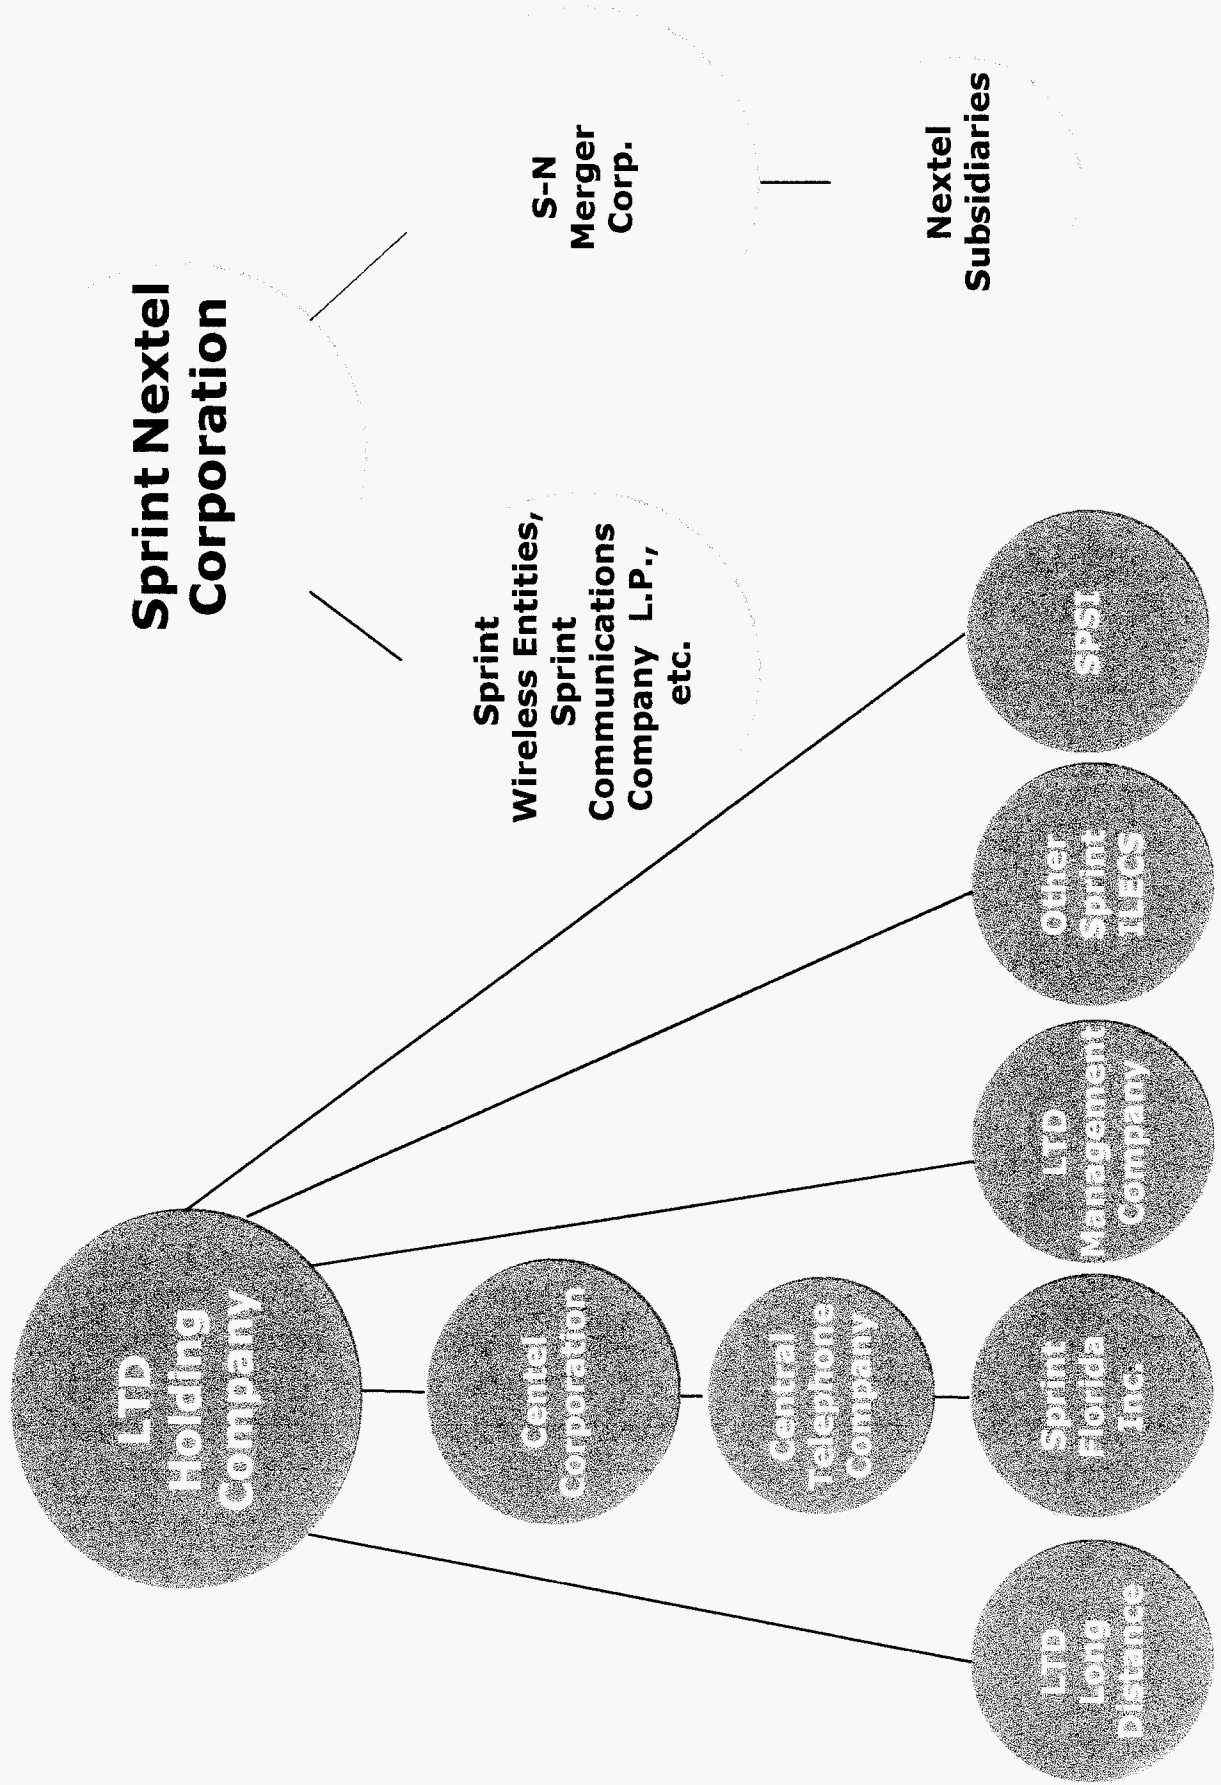 LTD
Holding
Company
Sprint Nextel
Corporation
Centel
Corporation
Sprint
Wireless Entities,
Sprint
Communications
Company L.P.,
etc.
S-N
Merger
Corp.
Central
Telephone
Company
Nextel
Subsidiaries
LTD
Long
Distance
Sprint
Florida
Inc.
LTD
Management
Company
Other
Sprint
ILECS
SPSI